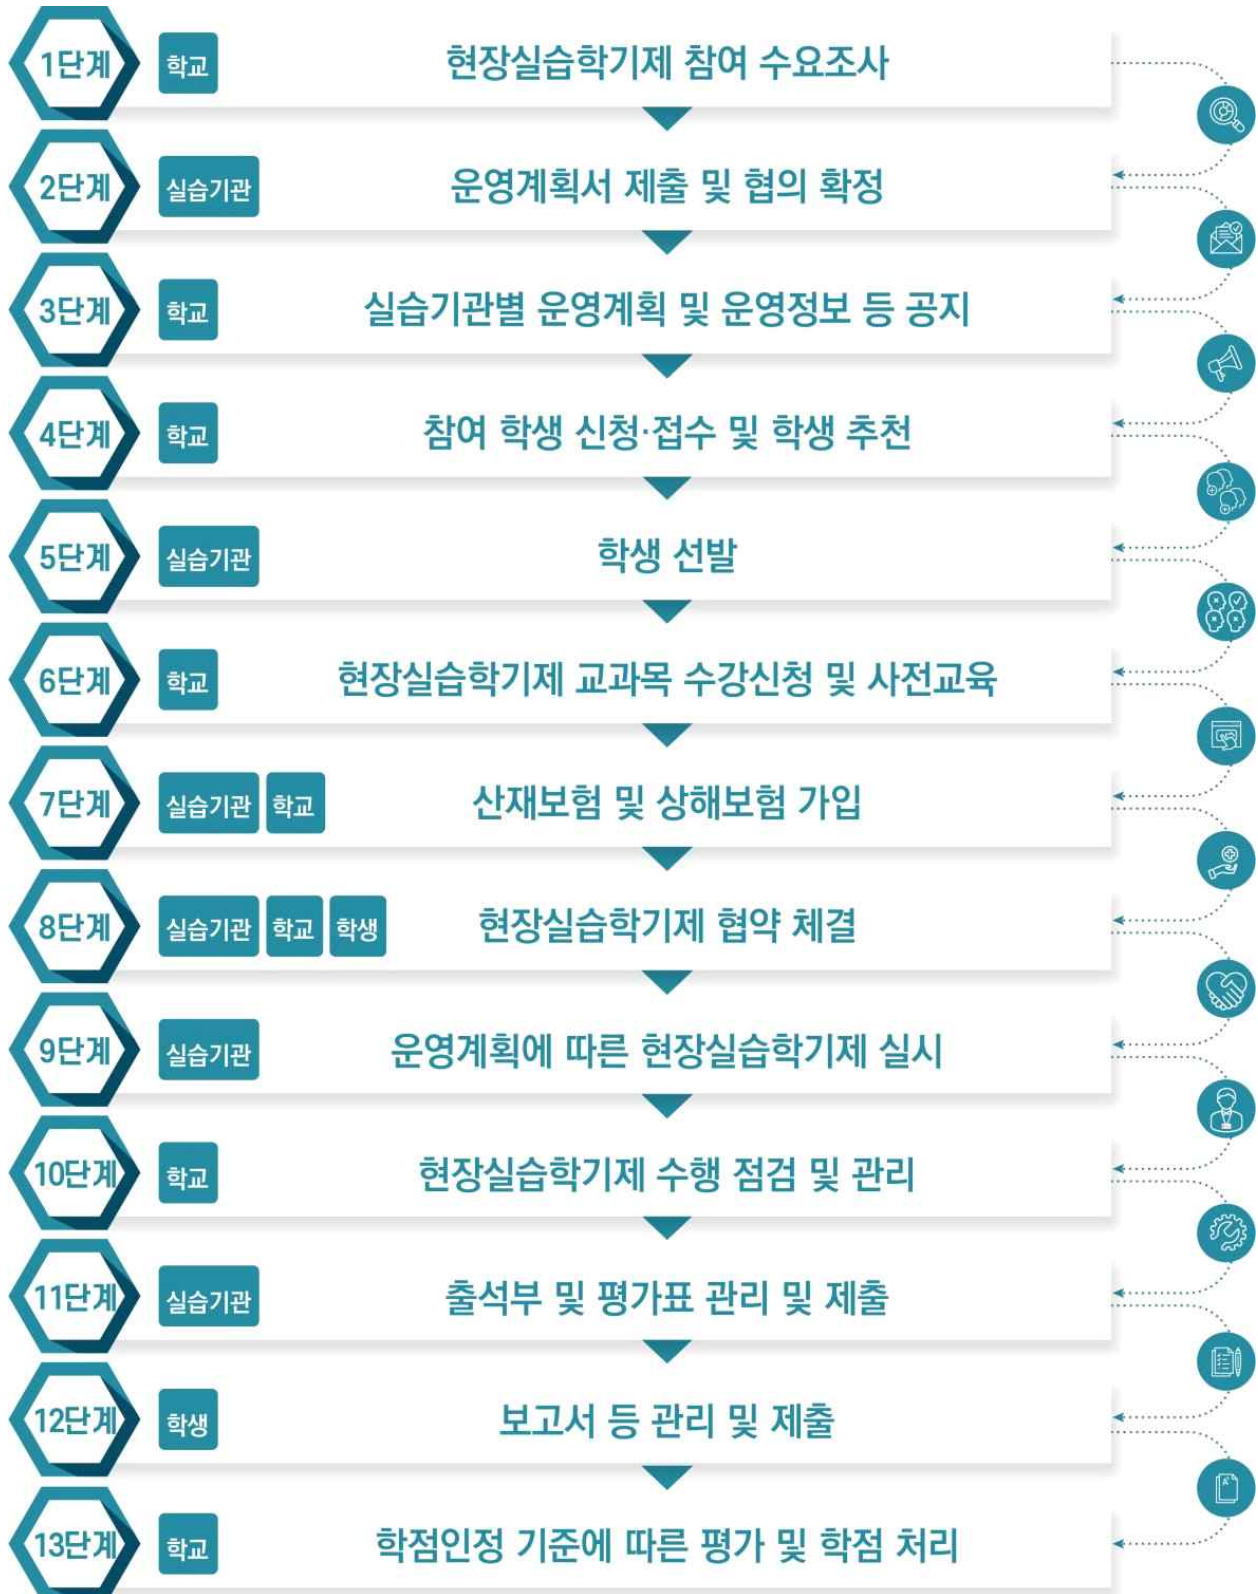 1단계 학교 현장실습학기제 참여 수요조사
2단계 실습기관 운영계획서 제출 및 협의 확정
3단계 학교 실습기관별 운영계획 및 운영정보 등 공지
4단계 학교 참여 학생 신청·접수 및 학생 추천
5단계 실습기관 학생 선발
6단계 학교 현장실습학기제 교과목 수강신청 및 사전교육
7단계 실습기관 학교 산재보험 및 상해보험 가입
8단계 실습기관 학교 학생 현장실습학기제 협약 체결
9단계 실습기관 운영계획에 따른 현장실습학기제 실시
10단계 학교 현장실습학기제 수행 점검 및 관리
11단계 실습기관 출석부 및 평가표 관리 및 제출
12단계 학생 보고서 등 관리 및 제출
13단계 학교 학점인정 기준에 따른 평가 및 학점 처리